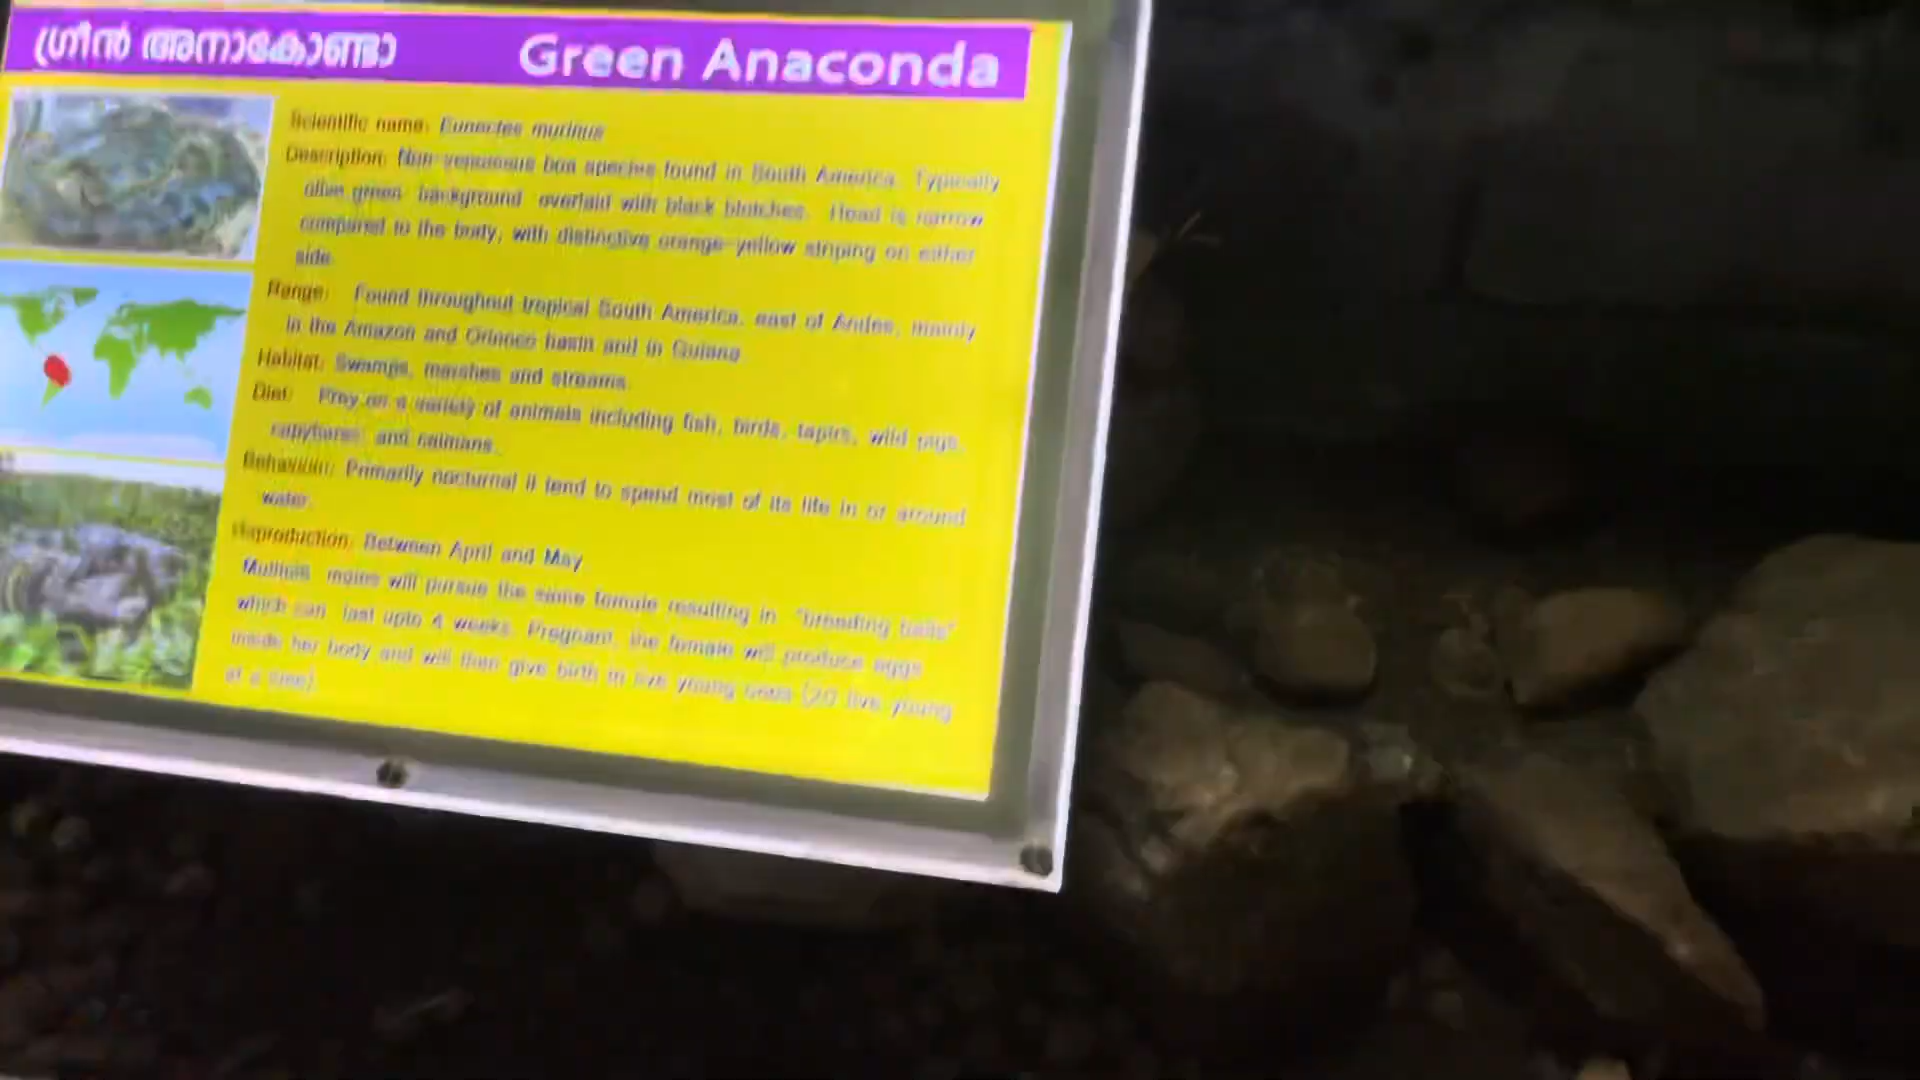 ഗ്രീൻ അനാകോണ്ടാ Green Anaconda
Scientific name: Eunectes murinus
Description: Non-venomous boa species found in South America. Typically
olive green background overlaid with black blotches. Head is narrow
compared to the body, with distinctive orange-yellow striping on either
side.
Range: Found throughout tropical South America, east of Andes, mainly
in the Amazon and Orinoco basin and in Guiana
Habitat: Swamps, marshes and streams.
Diet: Prey on a variety of animals including fish, birds, tapirs, wild pigs,
capybaras and caimans.
Behaviour: Primarily nocturnal it tend to spend most of its life in or around
water.
Reproduction: Between April and May
Multiple males will pursue the same female resulting in "breeding balls"
which can last upto 4 weeks. Pregnant, the female will produce eggs
inside her body and will then give birth to live young ones (20 live young
at a time)